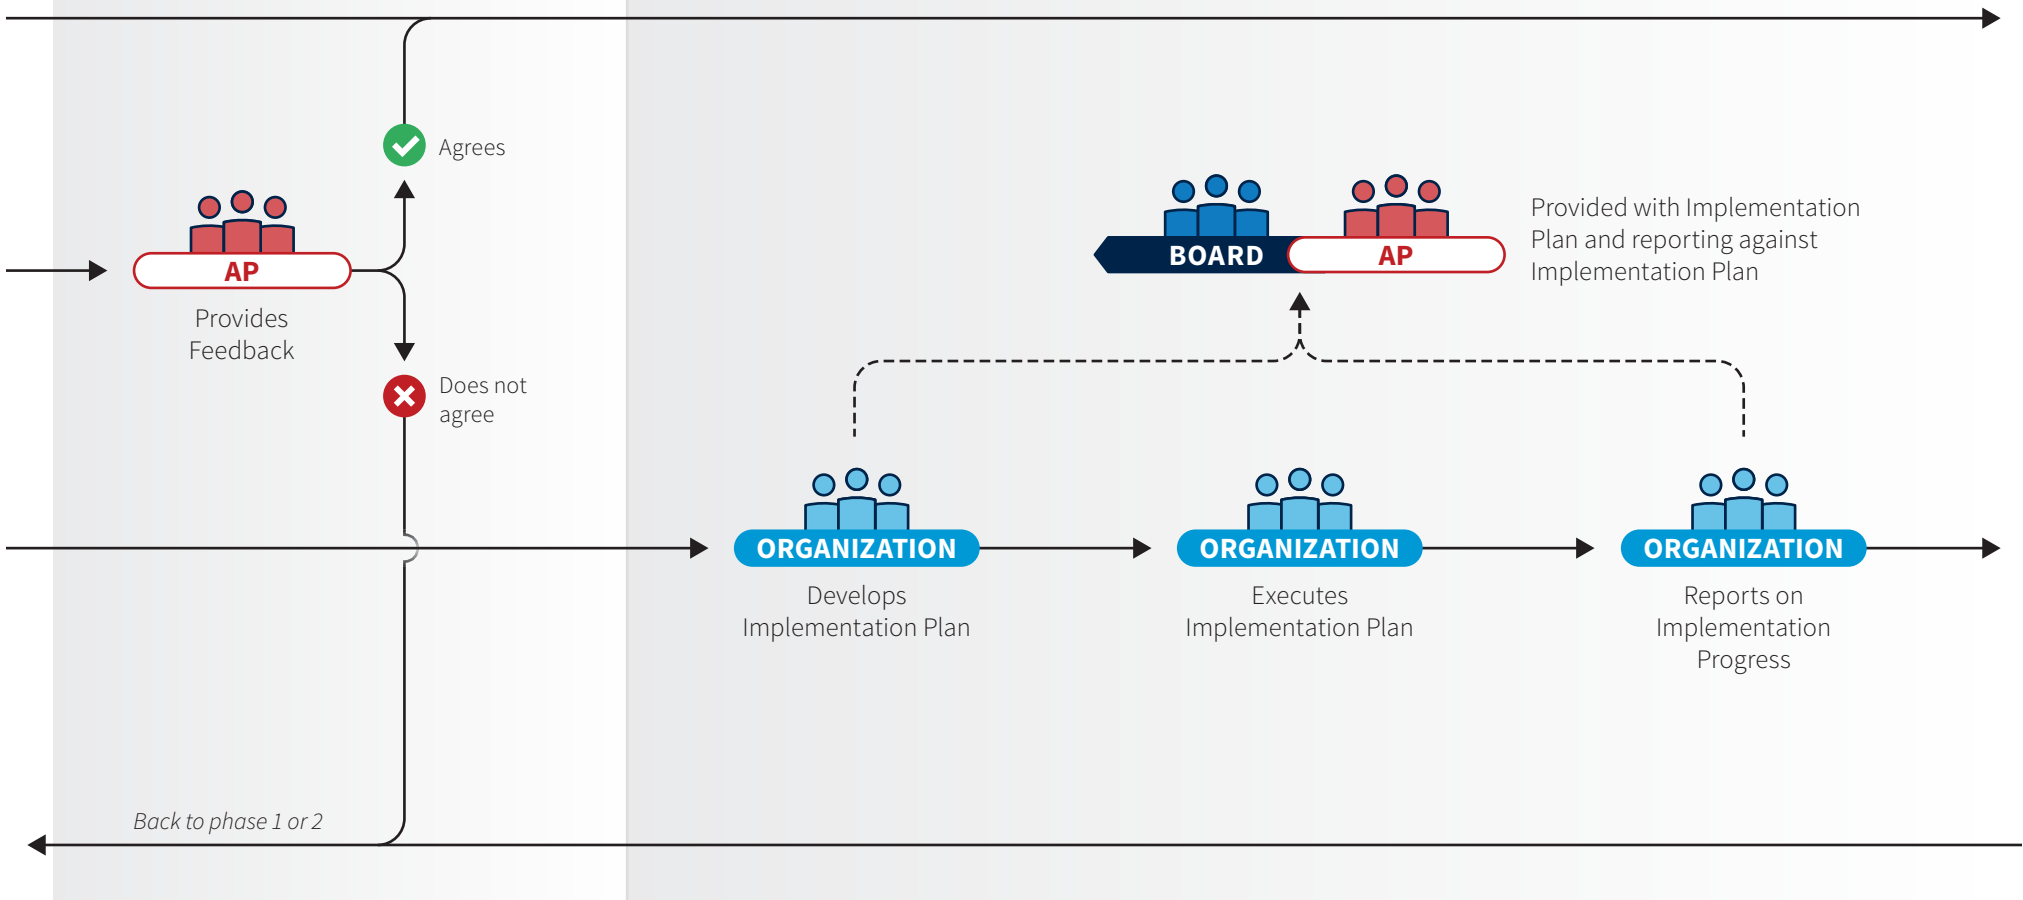 Agrees
AP
Provides
Feedback
Does not
agree
Back to phase 1 or 2
BOARD
AP
Provided with Implementation
Plan and reporting against
Implementation Plan
ORGANIZATION
Develops
Implementation Plan
ORGANIZATION
Executes
Implementation Plan
ORGANIZATION
Reports on
Implementation
Progress